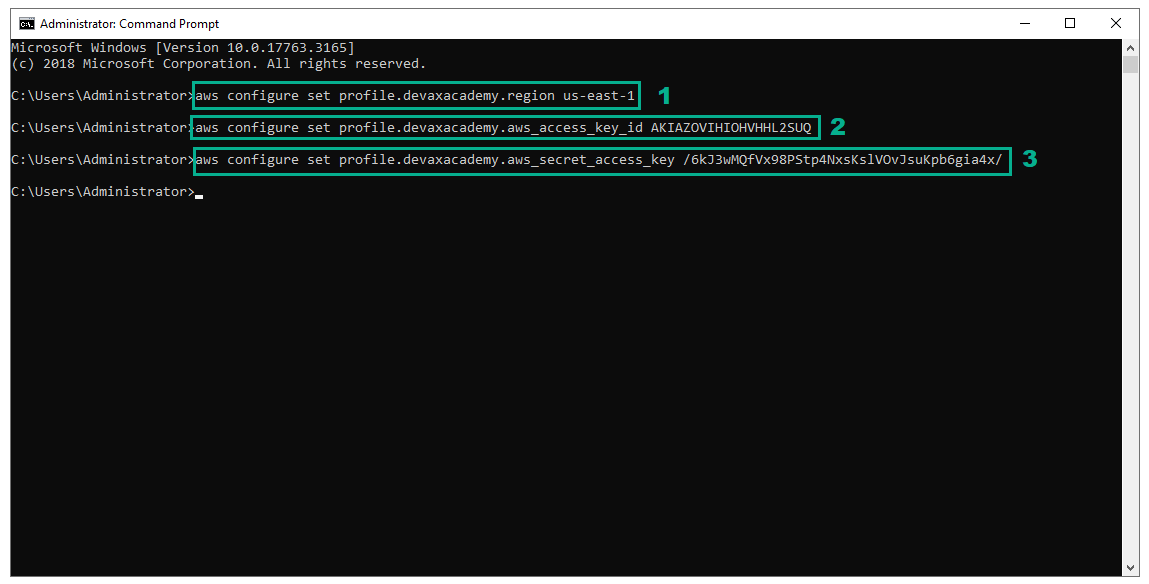 Administrator: Command Prompt
Microsoft Windows [Version 10.0.17763.3165]
(c) 2018 Microsoft Corporation. All rights reserved.
C:\Users\Administrator>aws configure set profile.devaxacademy.region us-east-1 1
C:\Users\Administrator>aws configure set profile.devaxacademy.aws_access_key_id AKIAZOVIHIOHVHHL2SUQ 2
C:\Users\Administrator>aws configure set profile.devaxacademy.aws_secret_access_key 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 3
C:\Users\Administrator>